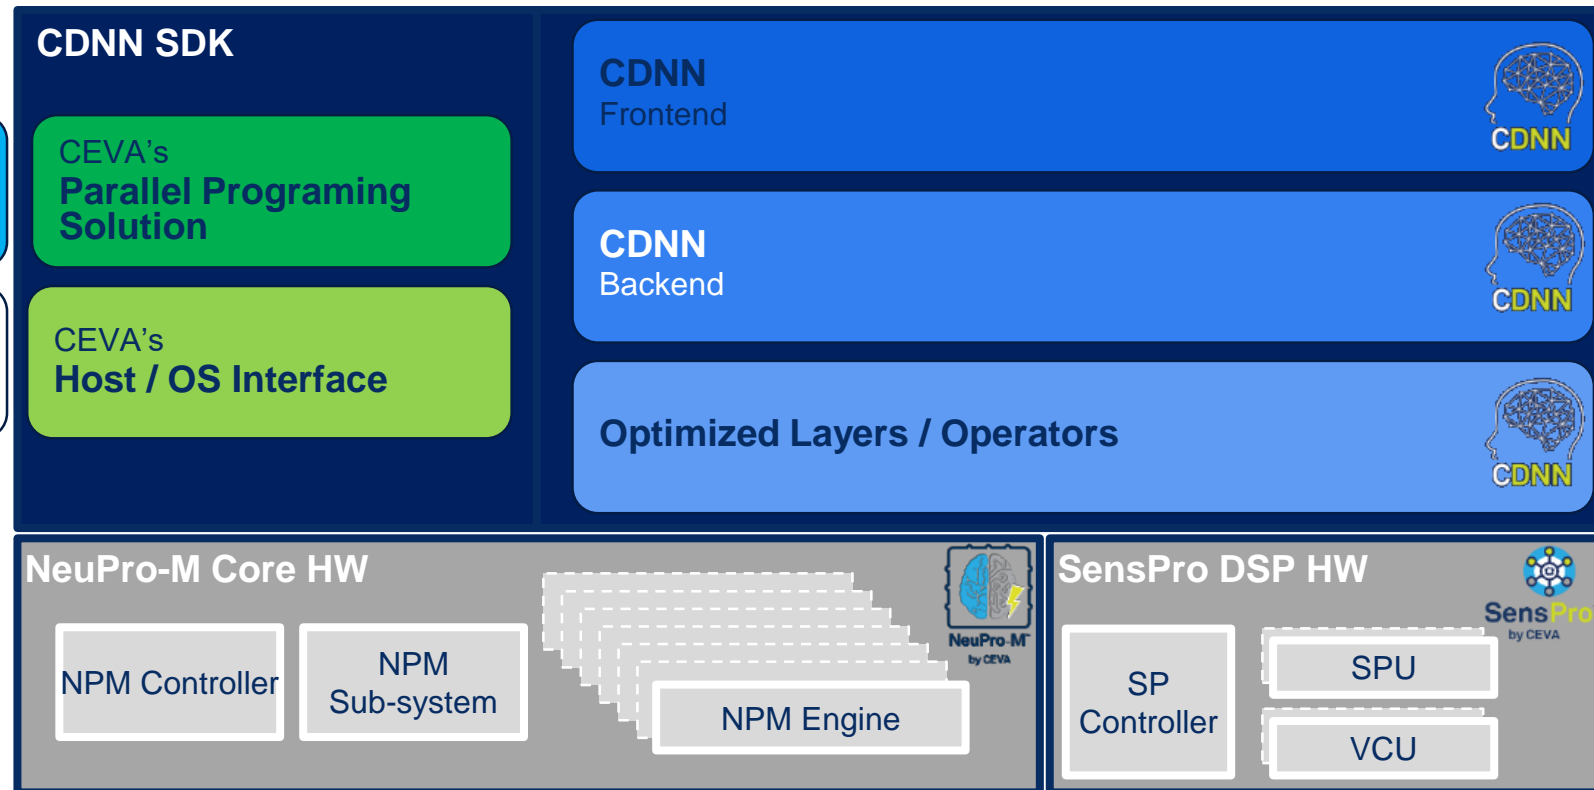 CDNN SDK
CEVA's
Parallel Programing
Solution
CEVA's
Host / OS Interface
CDNN
Frontend
CDNN
CDNN
Backend
CDNN
Optimized Layers / Operators
CDNN
NeuPro-M Core HW
NPM Controller
NPM
Sub-system
NPM Engine
NeuPro-M™
by CEVA
SensPro DSP HW
SensPro
by CEVA
SP
Controller
SPU
VCU